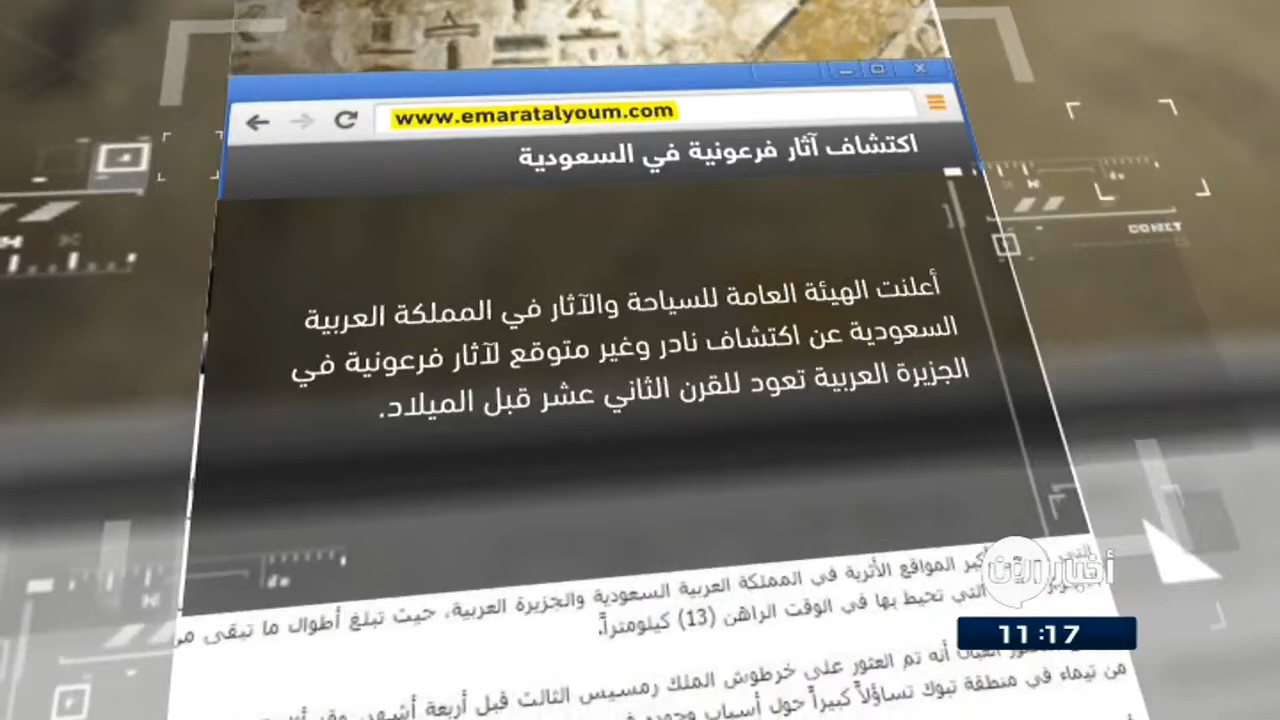 www.emaratalyoum.com
اكتشاف آثار فرعونية في السعودية
أعلنت الهيئة العامة للسياحة والآثار في المملكة العربية
السعودية عن اكتشاف نادر وغير متوقع لآثار فرعونية في
الجزيرة العربية تعود للقرن الثاني عشر قبل الميلاد.
المواقع الأثرية في المملكة العربية السعودية والجزيرة العربية، حيث تبلغ أطوال ما تبقى
التي تحيط بها في الوقت الراهن (13) كيلومتراً.
أنه تم العثور على خرطوش الملك رمسيس الثالث قبل أربعة أشهر،
من تيماء في منطقة تبوك تساؤلاً كبيراً حول أسباب
أخبار الآن
11:17